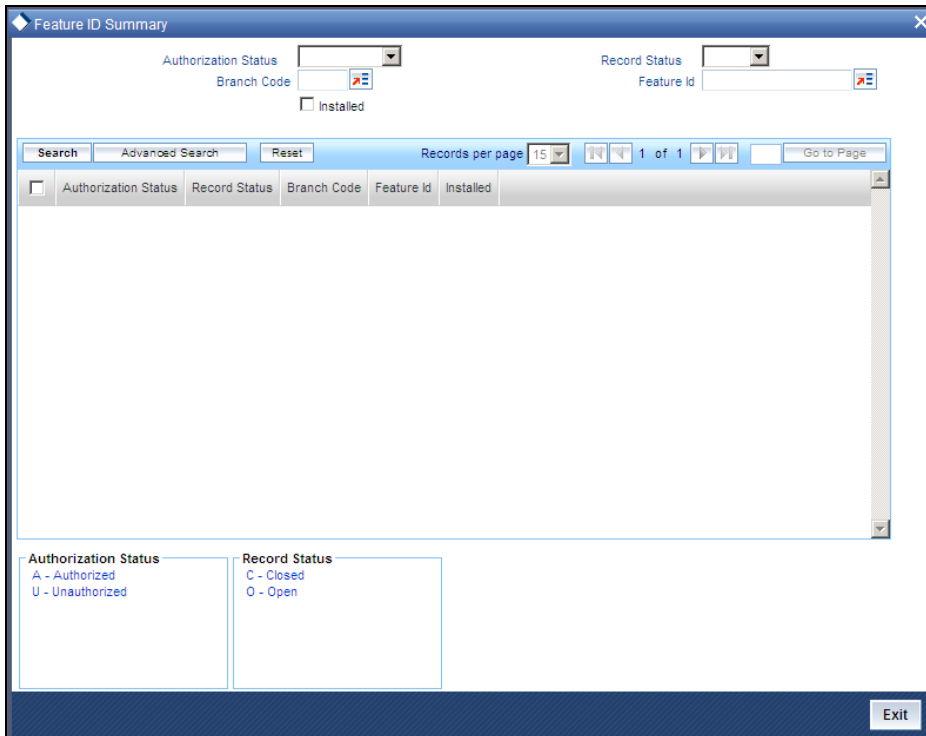 Feature ID Summary
Authorization Status Record Status
Branch Code Feature Id
Installed
Search Advanced Search Reset Records per page 15 1 of 1 Go to Page
Authorization Status Record Status Branch Code Feature Id Installed
Authorization Status Record Status
A - Authorized C - Closed
U - Unauthorized O - Open
Exit